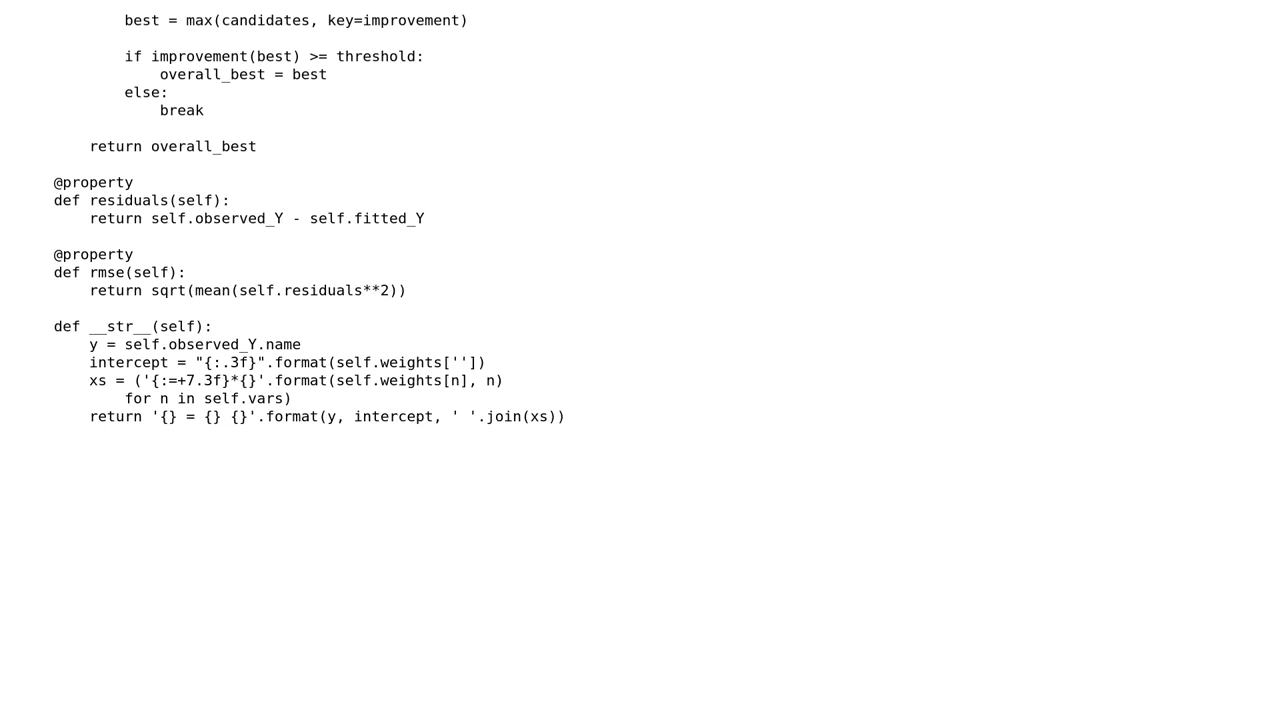 best = max(candidates, key=improvement)
if improvement(best) >= threshold:
overall_best = best
else:
break
return overall_best
@property
def residuals(self):
return self.observed_Y - self.fitted_Y
@property
def rmse(self):
return sqrt(mean(self.residuals**2))
def __str__(self):
y = self.observed_Y.name
intercept = "{:.3f}".format(self.weights[''])
xs = ('{:=+7.3f}*{}'.format(self.weights[n], n)
for n in self.vars)
return '{} = {} {}'.format(y, intercept, ' '.join(xs))